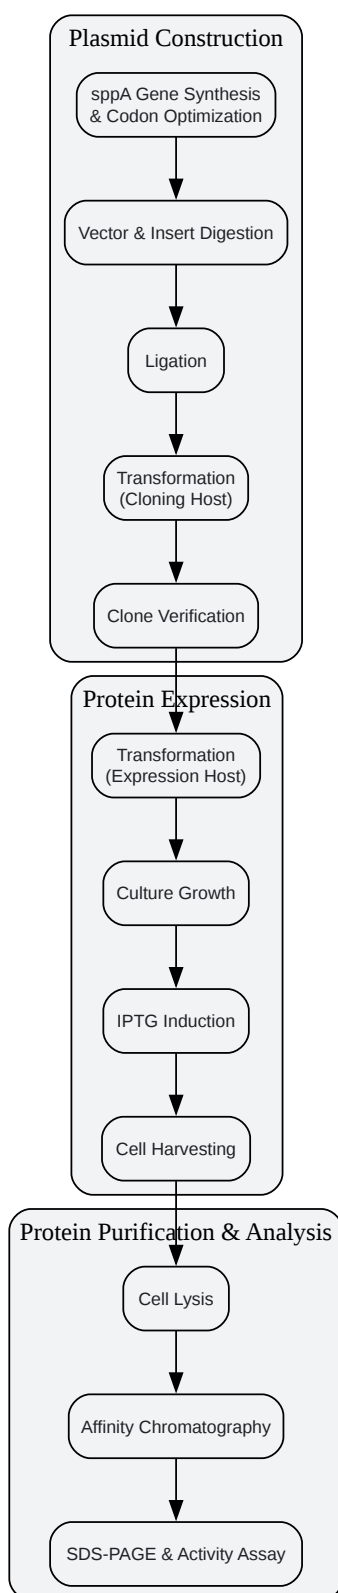 Plasmid Construction
sppA Gene Synthesis
& Codon Optimization
Vector & Insert Digestion
Ligation
Transformation
(Cloning Host)
Clone Verification
Protein Expression
Transformation
(Expression Host)
Culture Growth
IPTG Induction
Cell Harvesting
Protein Purification & Analysis
Cell Lysis
Affinity Chromatography
SDS-PAGE & Activity Assay